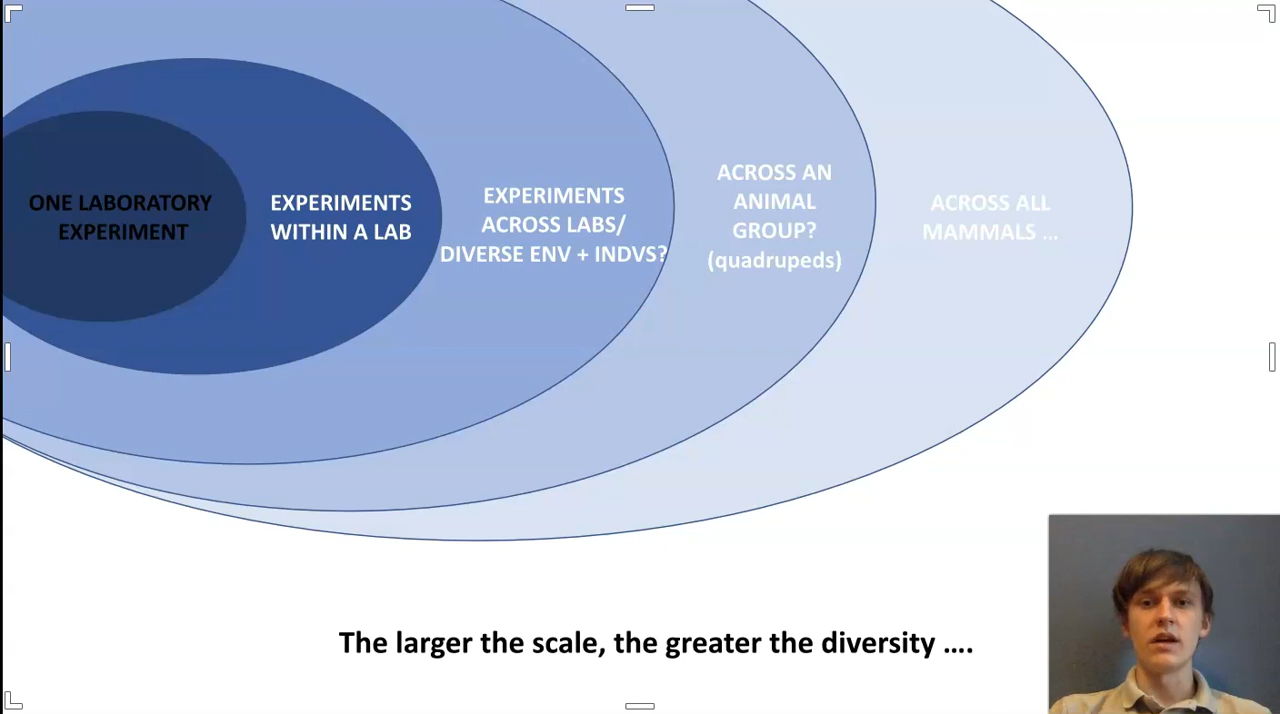 ONE LABORATORY
EXPERIMENT
EXPERIMENTS
WITHIN A LAB
EXPERIMENTS
ACROSS LABS/
DIVERSE ENV + INDVS?
ACROSS AN
ANIMAL
GROUP?
(quadrupeds)
ACROSS ALL
MAMMALS ...
The larger the scale, the greater the diversity ....